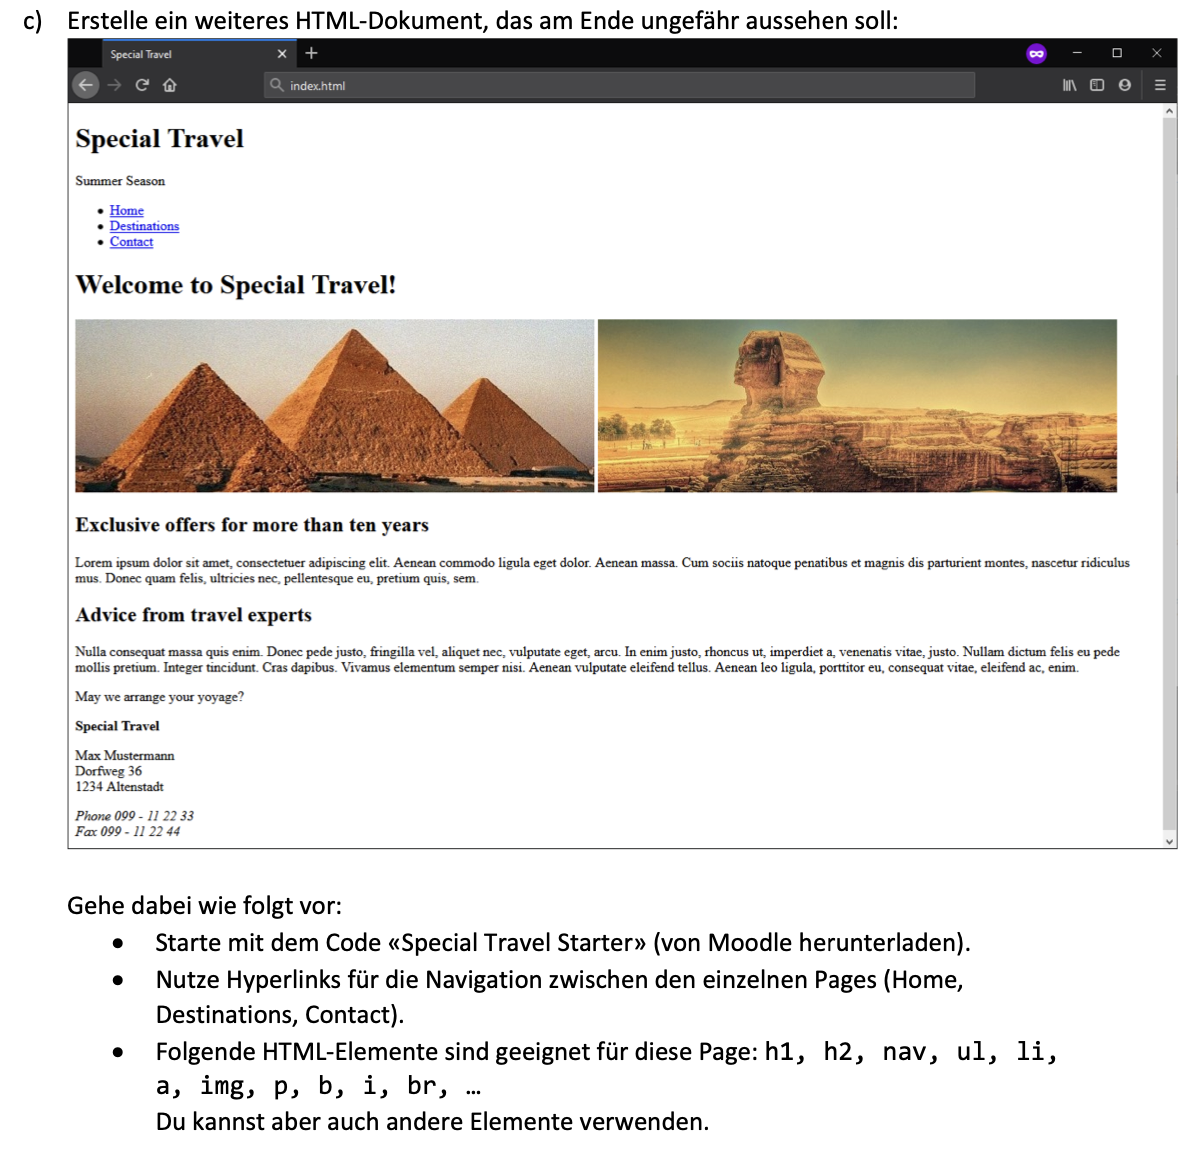 c) Erstelle ein weiteres HTML-Dokument, das am Ende ungefähr aussehen soll:
Special Travel
index.html
Special Travel
Summer Season
• Home
• Destinations
• Contact
Welcome to Special Travel!
Exclusive offers for more than ten years
Lorem ipsum dolor sit amet, consectetuer adipiscing elit. Aenean commodo ligula eget dolor. Aenean massa. Cum sociis natoque penatibus et magnis dis parturient montes, nascetur ridiculus
mus. Donec quam felis, ultricies nec, pellentesque eu, pretium quis, sem.
Advice from travel experts
Nulla consequat massa quis enim. Donec pede justo, fringilla vel, aliquet nec, vulputate eget, arcu. In enim justo, rhoncus ut, imperdiet a, venenatis vitae, justo. Nullam dictum felis eu pede
mollis pretium. Integer tincidunt. Cras dapibus. Vivamus elementum semper nisi. Aenean vulputate eleifend tellus. Aenean leo ligula, porttitor eu, consequat vitae, eleifend ac, enim.
May we arrange your voyage?
Special Travel
Max Mustermann
Dorfweg 36
1234 Altenstadt
Phone 099 - 11 22 33
Fax 099 - 11 22 44
Gehe dabei wie folgt vor:
• Starte mit dem Code «Special Travel Starter» (von Moodle herunterladen).
• Nutze Hyperlinks für die Navigation zwischen den einzelnen Pages (Home,
Destinations, Contact).
• Folgende HTML-Elemente sind geeignet für diese Page: h1, h2, nav, ul, li,
a, img, p, b, i, br, …
Du kannst aber auch andere Elemente verwenden.